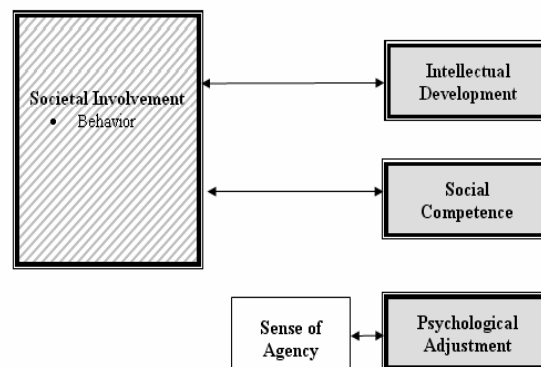 Societal Involvement
• Behavior
Intellectual
Development
Social
Competence
Sense of
Agency
Psychological
Adjustment